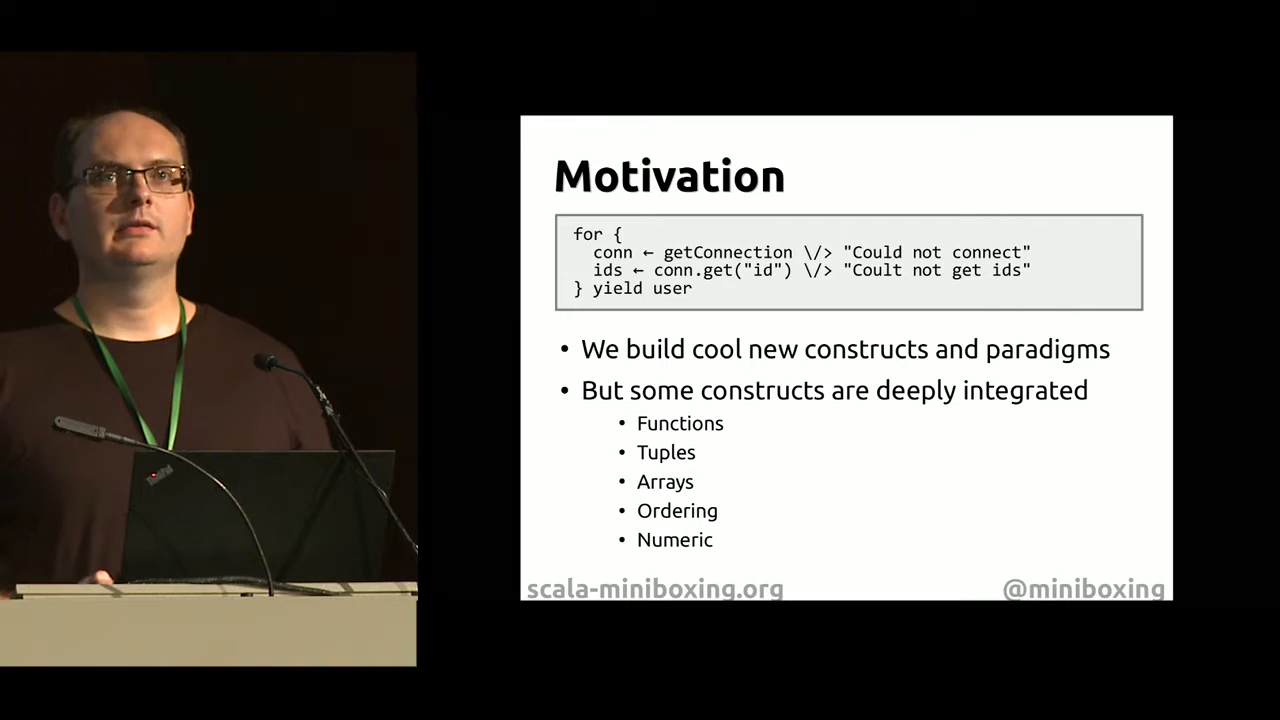 Motivation
for {
  conn ← getConnection \/> "Could not connect"
  ids ← conn.get("id") \/> "Coult not get ids"
} yield user
• We build cool new constructs and paradigms
• But some constructs are deeply integrated
• Functions
• Tuples
• Arrays
• Ordering
• Numeric
scala-miniboxing.org
@miniboxing